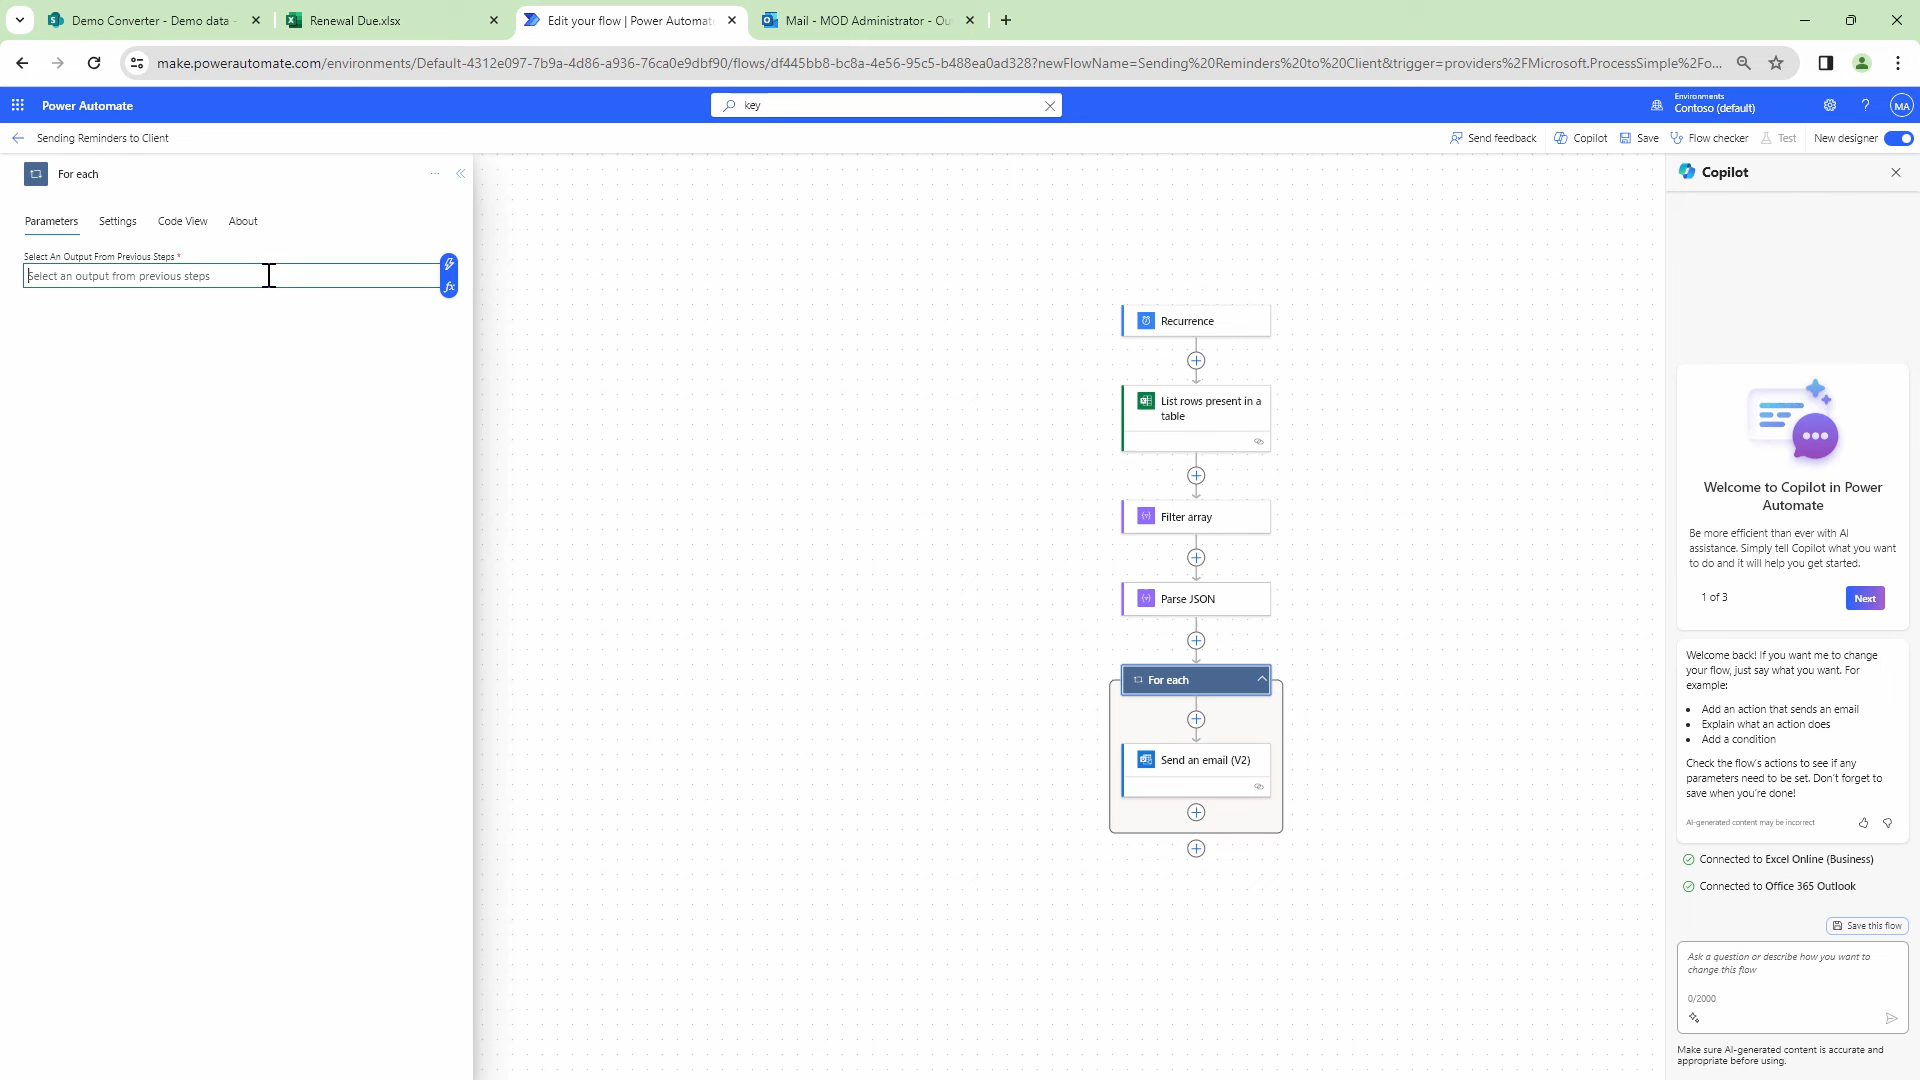 Demo Converter - Demo data -
Renewal Due.xlsx
Edit your flow | Power Automat
Mail - MOD Administrator - Ou
make.powerautomate.com/environments/Default-4312e097-7b9a-4d86-a936-76ca0e9dbf90/flows/df445bb8-bc8a-4e56-95c5-b488ea0ad328?newFlowName=Sending%20Reminders%20to%20Client&trigger=providers%2FMicrosoft.ProcessSimple%2Fo...
Power Automate
key
Environments
Contoso (default)
MA
Sending Reminders to Client
Send feedback
Copilot
Save
Flow checker
Test
New designer
For each
Parameters
Settings
Code View
About
Select An Output From Previous Steps *
Select an output from previous steps
fx
Recurrence
List rows present in a
table
Filter array
Parse JSON
For each
Send an email (V2)
Copilot
Welcome to Copilot in Power
Automate
Be more efficient than ever with AI
assistance. Simply tell Copilot what you want
to do and it will help you get started.
1 of 3
Next
Welcome back! If you want me to change
your flow, just say what you want. For
example:
• Add an action that sends an email
• Explain what an action does
• Add a condition
Check the flow's actions to see if any
parameters need to be set. Don't forget to
save when you're done!
AI-generated content may be incorrect
Connected to Excel Online (Business)
Connected to Office 365 Outlook
Save this flow
Ask a question or describe how you want to
change this flow
0/2000
Make sure AI-generated content is accurate and
appropriate before using.